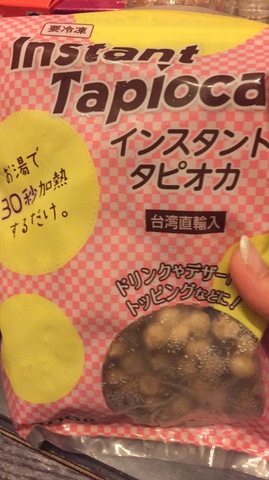 要冷凍
Instant
Tapioca
インスタント
タピオカ
お湯で
30秒加熱
するだけ。
台湾直輸入
ドリンクやデザート
トッピングなどに!